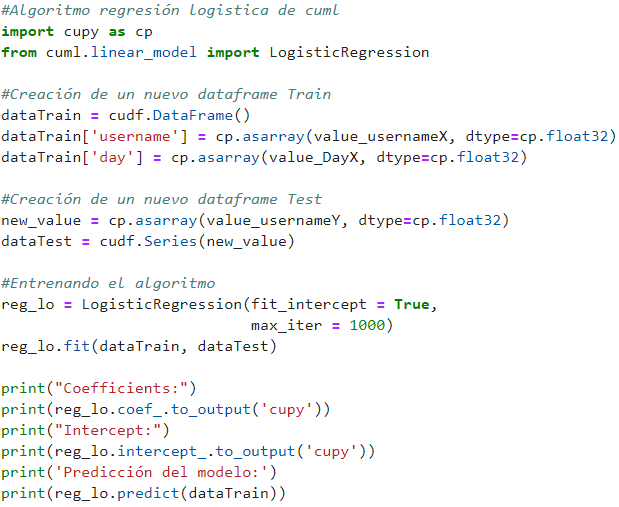 #Algoritmo regresión logistica de cuml
import cupy as cp
from cuml.linear_model import LogisticRegression

#Creación de un nuevo dataframe Train
dataTrain = cudf.DataFrame()
dataTrain['username'] = cp.asarray(value_usernameX, dtype=cp.float32)
dataTrain['day'] = cp.asarray(value_DayX, dtype=cp.float32)

#Creación de un nuevo dataframe Test
new_value = cp.asarray(value_usernameY, dtype=cp.float32)
dataTest = cudf.Series(new_value)

#Entrenando el algoritmo
reg_lo = LogisticRegression(fit_intercept = True,
                            max_iter = 1000)
reg_lo.fit(dataTrain, dataTest)

print("Coefficients:")
print(reg_lo.coef_.to_output('cupy'))
print("Intercept:")
print(reg_lo.intercept_.to_output('cupy'))
print('Predicción del modelo:')
print(reg_lo.predict(dataTrain))